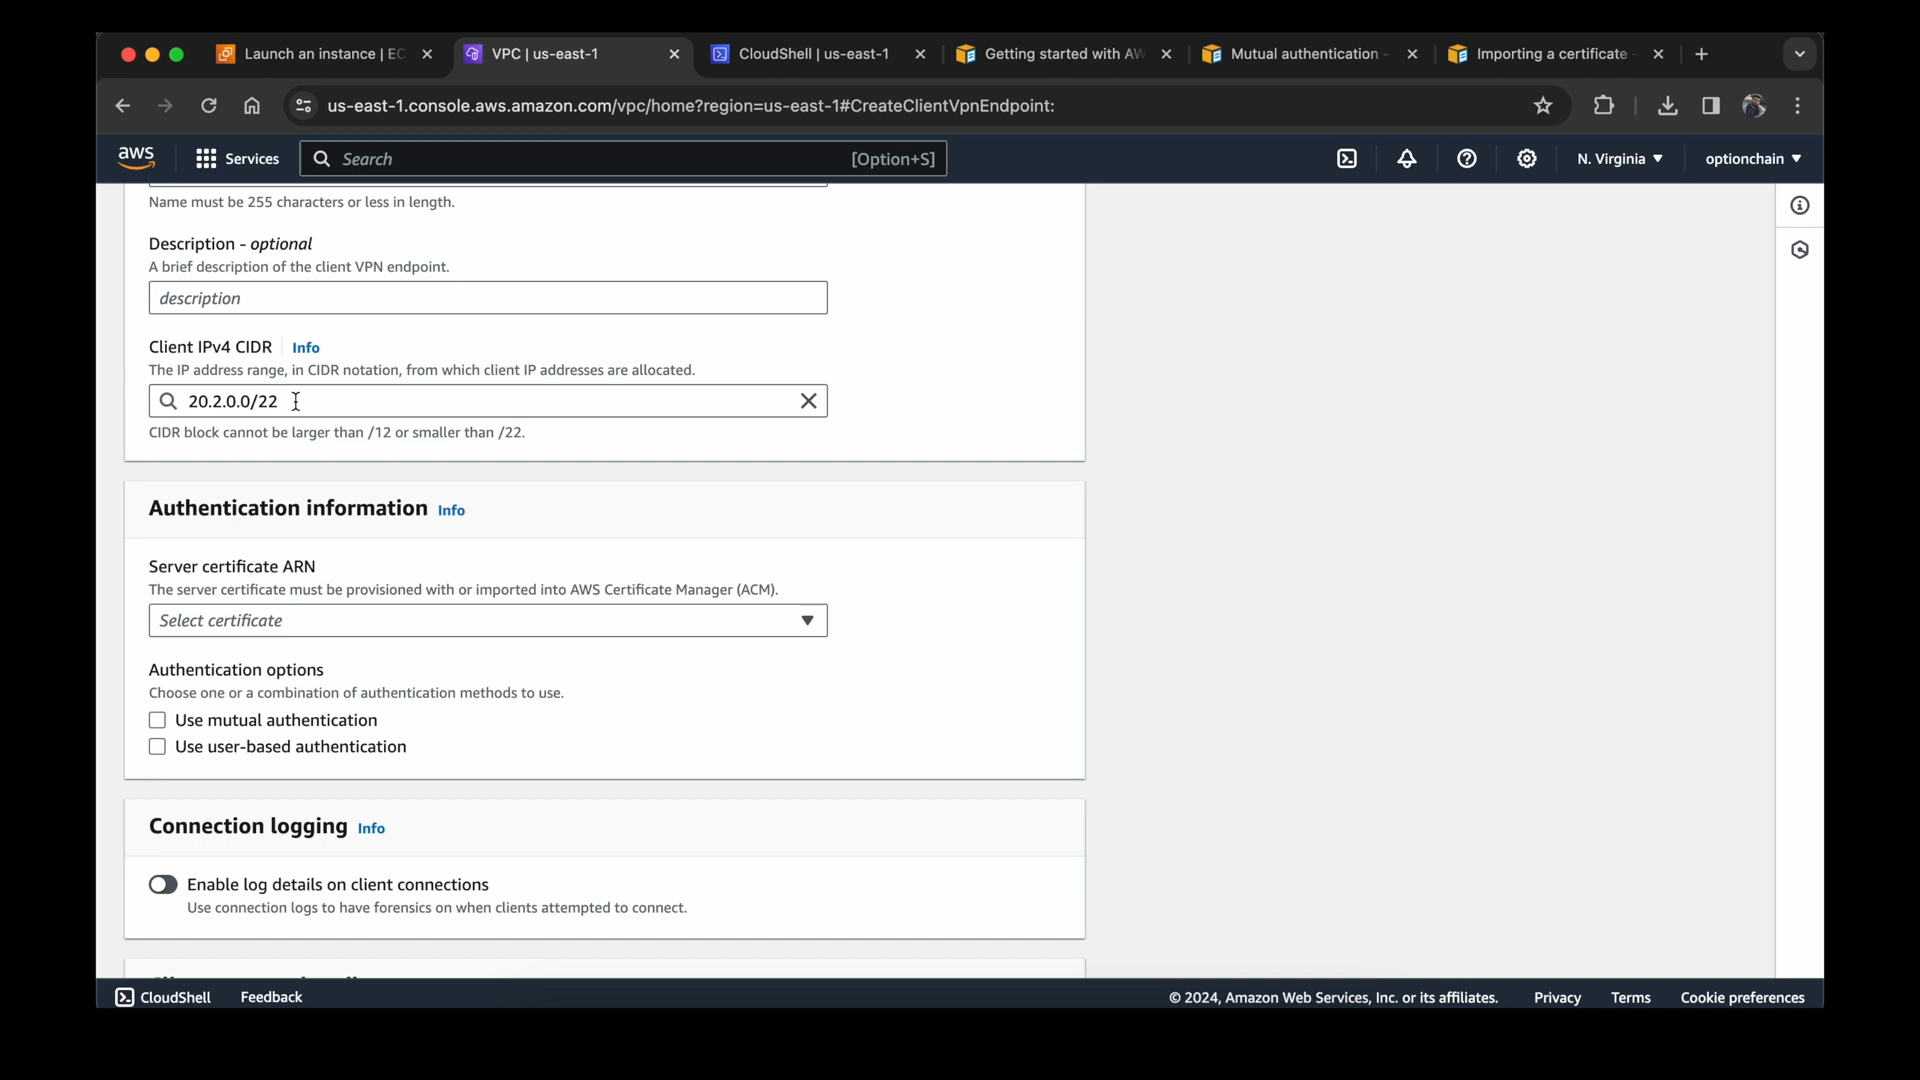 Launch an instance | EC
VPC | us-east-1
CloudShell | us-east-1
Getting started with AW
Mutual authentication -
Importing a certificate -
us-east-1.console.aws.amazon.com/vpc/home?region=us-east-1#CreateClientVpnEndpoint:
aws
Services
Search
[Option+S]
N. Virginia
optionchain
Name must be 255 characters or less in length.
Description - optional
A brief description of the client VPN endpoint.
description
Client IPv4 CIDR
Info
The IP address range, in CIDR notation, from which client IP addresses are allocated.
20.2.0.0/22
CIDR block cannot be larger than /12 or smaller than /22.
Authentication information Info
Server certificate ARN
The server certificate must be provisioned with or imported into AWS Certificate Manager (ACM).
Select certificate
Authentication options
Choose one or a combination of authentication methods to use.
Use mutual authentication
Use user-based authentication
Connection logging Info
Enable log details on client connections
Use connection logs to have forensics on when clients attempted to connect.
CloudShell
Feedback
© 2024, Amazon Web Services, Inc. or its affiliates.
Privacy
Terms
Cookie preferences